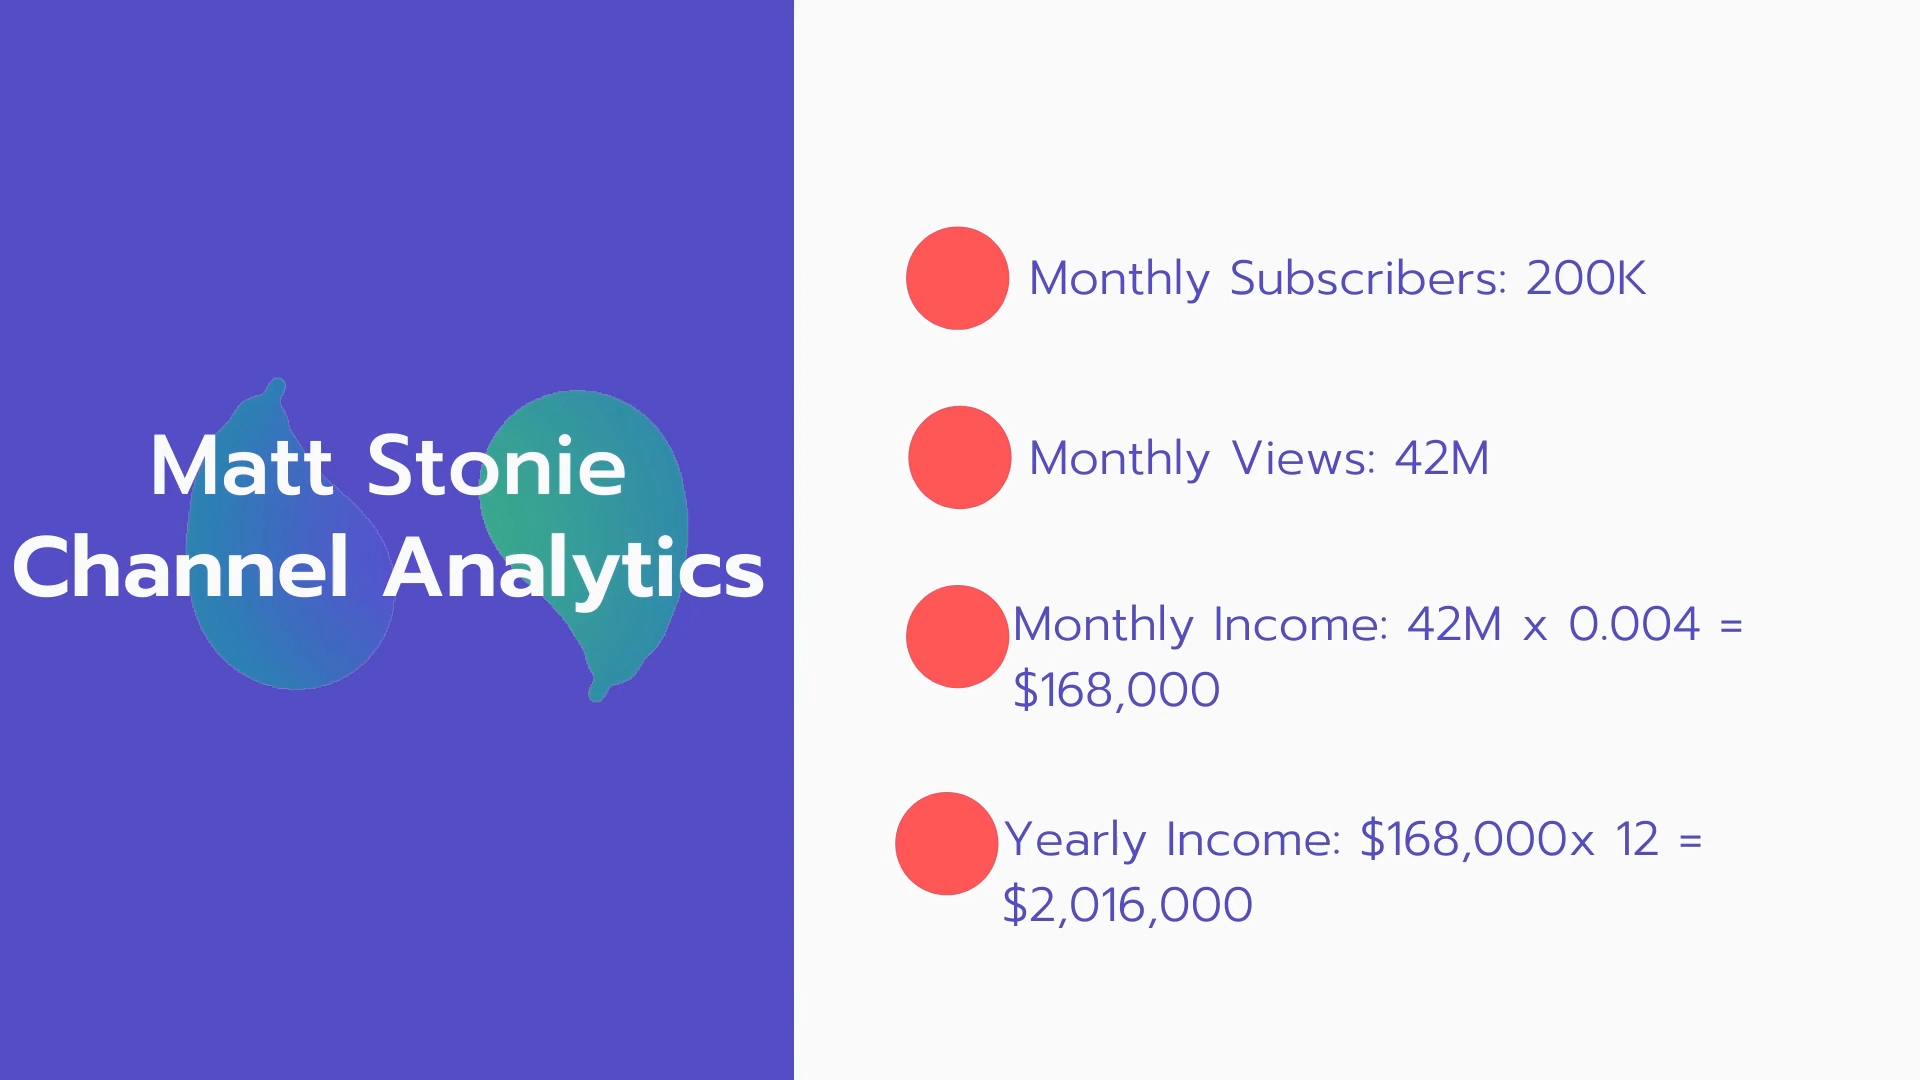 Matt Stonie
Channel Analytics
Monthly Subscribers: 200K
Monthly Views: 42M
Monthly Income: 42M x 0.004 =
$168,000
Yearly Income: $168,000x 12 =
$2,016,000